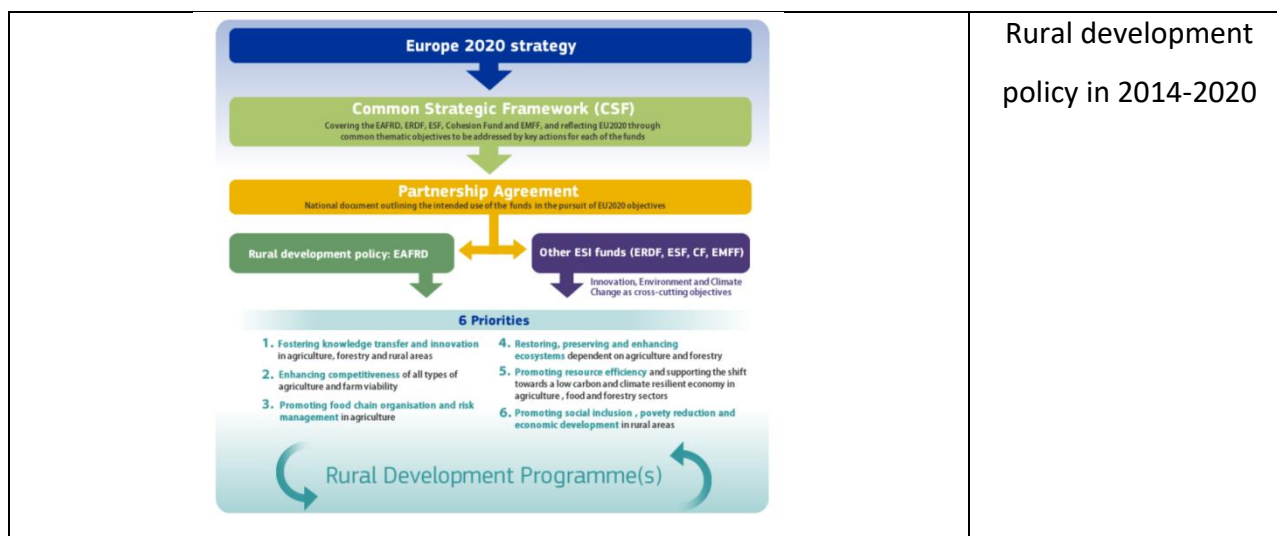 Europe 2020 strategy
Common Strategic Framework (CSF)
Covering the EAFRD, ERDF, ESF, Cohesion Fund and EMFF, and reflecting EU2020 through
common thematic objectives to be addressed by key actions for each of the funds
Partnership Agreement
National document outlining the intended use of the funds in the pursuit of EU2020 objectives
Rural development policy: EAFRD
Other ESI funds (ERDF, ESF, CF, EMFF)
Innovation, Environment and Climate
Change as cross-cutting objectives
6 Priorities
1. Fostering knowledge transfer and innovation
in agriculture, forestry and rural areas
2. Enhancing competitiveness of all types of
agriculture and farm viability
3. Promoting food chain organisation and risk
management in agriculture
4. Restoring, preserving and enhancing
ecosystems dependent on agriculture and forestry
5. Promoting resource efficiency and supporting the shift
towards a low carbon and climate resilient economy in
agriculture , food and forestry sectors
6. Promoting social inclusion , povety reduction and
economic development in rural areas
Rural Development Programme(s)
Rural development
policy in 2014-2020